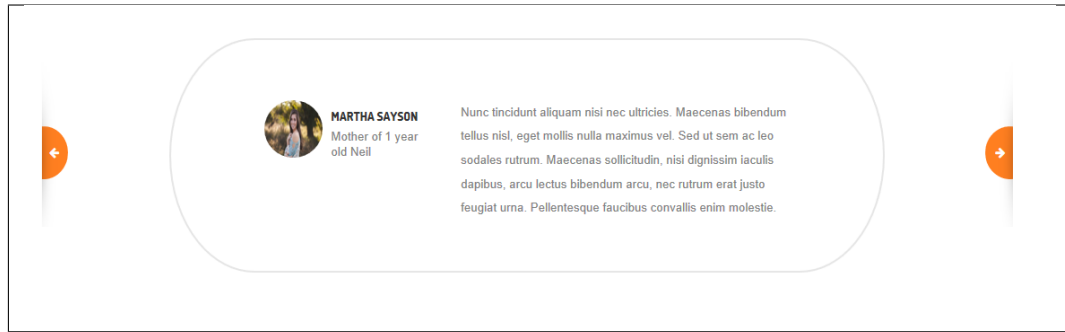 MARTHA SAYSON
Mother of 1 year
old Neil
Nunc tincidunt aliquam nisi nec ultricies. Maecenas bibendum
tellus nisl, eget mollis nulla maximus vel. Sed ut sem ac leo
sodales rutrum. Maecenas sollicitudin, nisi dignissim iaculis
dapibus, arcu lectus bibendum arcu, nec rutrum erat justo
feugiat urna. Pellentesque faucibus convallis enim molestie.